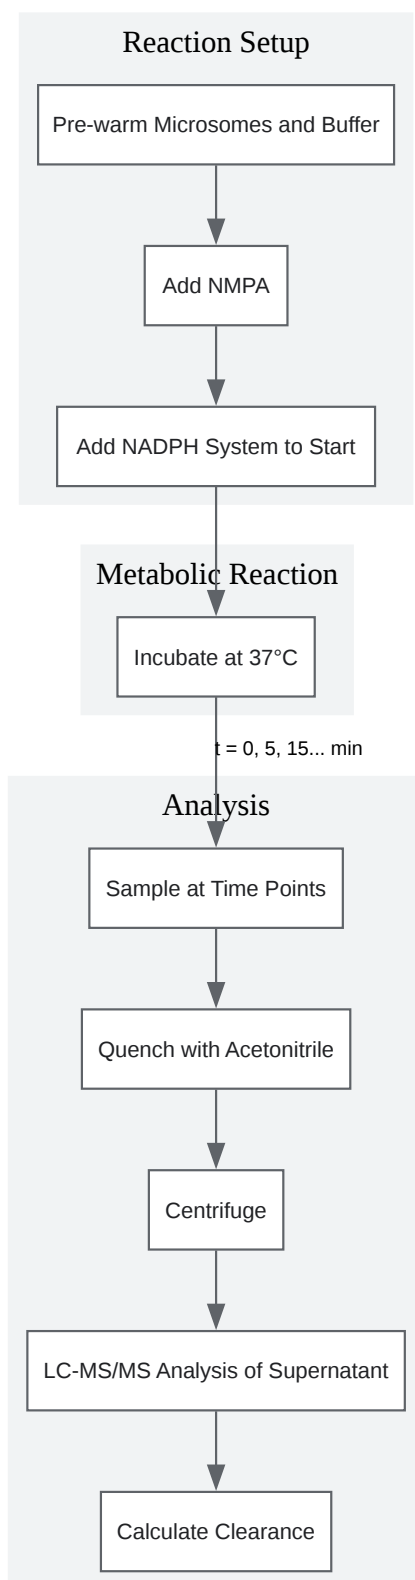 Reaction Setup
Pre-warm Microsomes and Buffer
Add NMPA
Add NADPH System to Start
Metabolic Reaction
Incubate at 37°C
t = 0, 5, 15... min
Analysis
Sample at Time Points
Quench with Acetonitrile
Centrifuge
LC-MS/MS Analysis of Supernatant
Calculate Clearance